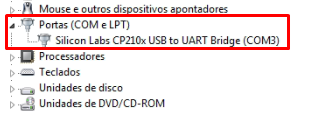 Mouse e outros dispositivos apontadores
Portas (COM e LPT)
Silicon Labs CP210x USB to UART Bridge (COM3)
Processadores
Teclados
Unidades de disco
Unidades de DVD/CD-ROM